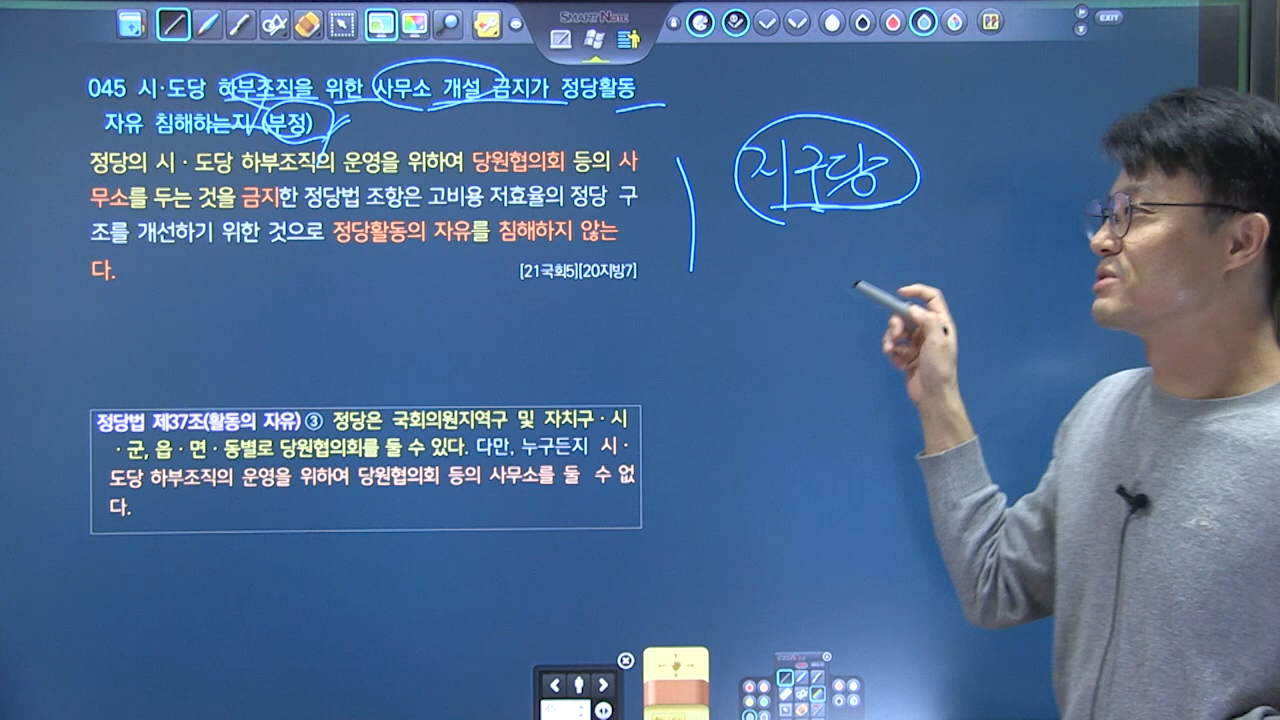 SMARTNOTE
EXIT
045 시·도당 하부조직을 위한 사무소 개설 금지가 정당활동
자유 침해하는지 (부정)
정당의 시·도당 하부조직의 운영을 위하여 당원협의회 등의 사
무소를 두는 것을 금지한 정당법 조항은 고비용 저효율의 정당 구
조를 개선하기 위한 것으로 정당활동의 자유를 침해하지 않는
다.
[21국회5][20지방7]
지구당
정당법 제37조(활동의 자유) ③ 정당은 국회의원지역구 및 자치구·시
·군, 읍·면·동별로 당원협의회를 둘 수 있다. 다만, 누구든지 시·
도당 하부조직의 운영을 위하여 당원협의회 등의 사무소를 둘 수 없
다.
45